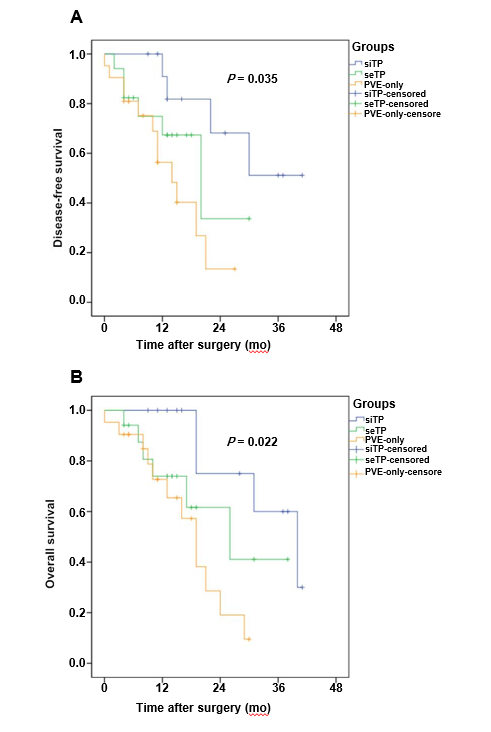 A
Groups
siTP
seTP
PVE-only
siTP-censored
seTP-censored
PVE-only-censore
P = 0.035
Disease-free survival
1.0
0.8
0.6
0.4
0.2
0.0
0 12 24 36 48
Time after surgery (mo)
B
Groups
siTP
seTP
PVE-only
siTP-censored
seTP-censored
PVE-only-censore
P = 0.022
Overall survival
1.0
0.8
0.6
0.4
0.2
0.0
0 12 24 36 48
Time after surgery (mo)